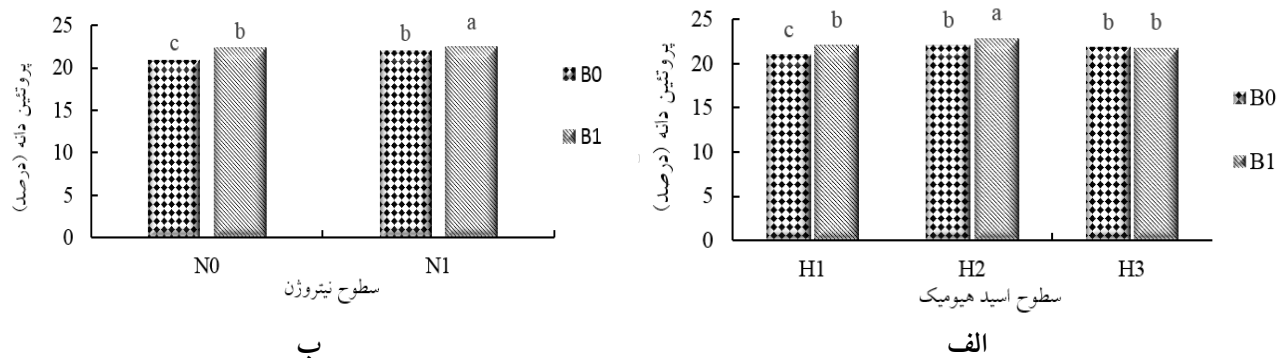 25
20
15
10
5
0
پروتئین دانه (درصد)
c
b
b
a
N0
N1
سطوح نیتروژن
B0
B1
ب
25
20
15
10
5
0
پروتئین دانه (درصد)
c
b
b
a
b
b
H1
H2
H3
سطوح اسید هیومیک
B0
B1
الف